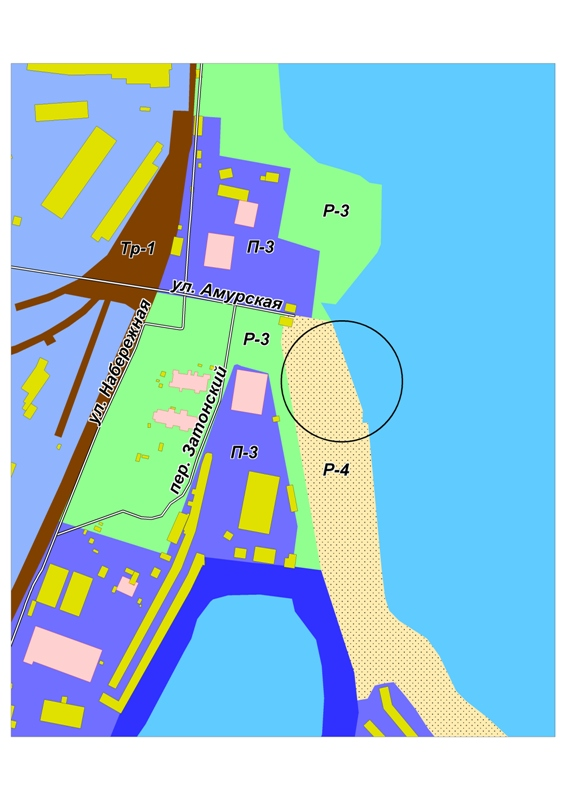 Р-3
Тр-1
П-3
ул. Амурская
ул. Набережная
Р-3
пер. Затонский
П-3
Р-4